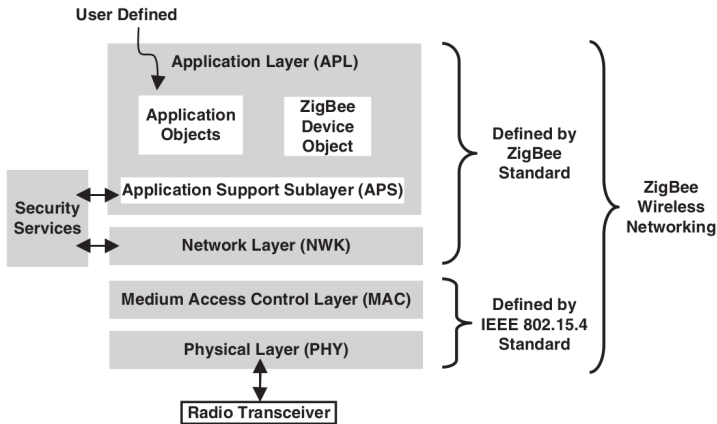 User Defined
Application Layer (APL)
Application
Objects
ZigBee
Device
Object
Application Support Sublayer (APS)
Security
Services
Network Layer (NWK)
Medium Access Control Layer (MAC)
Physical Layer (PHY)
Radio Transceiver
Defined by
ZigBee
Standard
Defined by
IEEE 802.15.4
Standard
ZigBee
Wireless
Networking